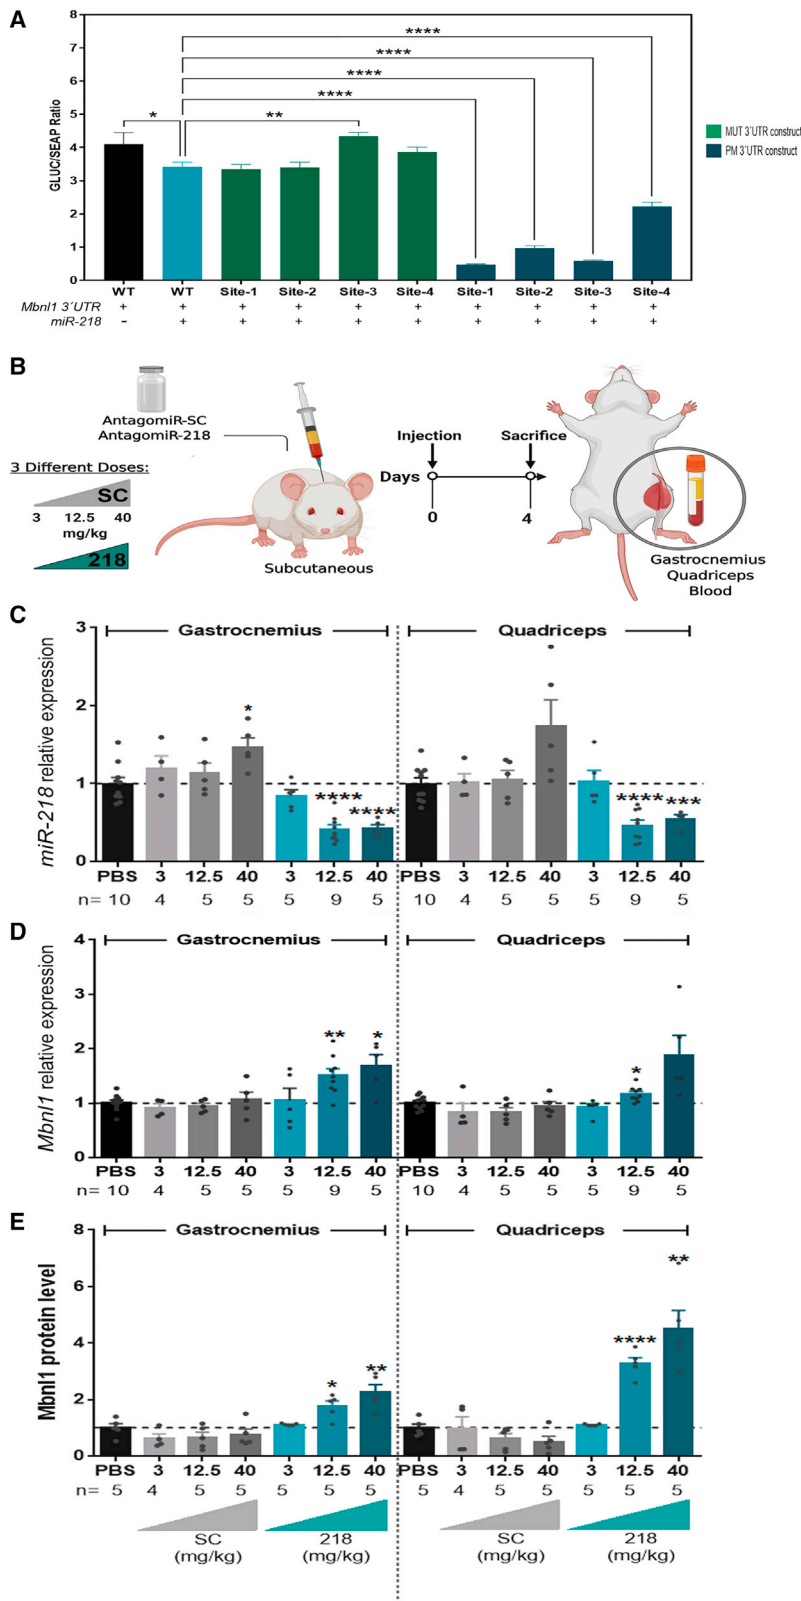 A
8
7
6
5
4
3
2
1
0
GLUC/SEAP Ratio
* ** **** **** **** ****
MUT 3´UTR construct
PM 3´UTR construct
WT WT Site-1 Site-2 Site-3 Site-4 Site-1 Site-2 Site-3 Site-4
Mbnl1 3´UTR + + + + + + + + + +
miR-218 - + + + + + + + + +
B
AntagomiR-SC
AntagomiR-218
3 Different Doses:
SC
3 12.5 40
mg/kg
218
Subcutaneous
Injection Sacrifice
Days
0 4
Gastrocnemius
Quadriceps
Blood
C
Gastrocnemius Quadriceps
miR-218 relative expression
3
2
1
0
* **** **** **** ***
PBS 3 12.5 40 3 12.5 40 PBS 3 12.5 40 3 12.5 40
n= 10 4 5 5 5 9 5 10 4 5 5 5 9 5
D
Gastrocnemius Quadriceps
Mbnl1 relative expression
4
3
2
1
0
** * *
PBS 3 12.5 40 3 12.5 40 PBS 3 12.5 40 3 12.5 40
n= 10 4 5 5 5 9 5 10 4 5 5 5 9 5
E
Gastrocnemius Quadriceps
Mbnl1 protein level
8
6
4
2
0
* ** **** **
PBS 3 12.5 40 3 12.5 40 PBS 3 12.5 40 3 12.5 40
n= 5 4 5 5 5 5 5 5 4 5 5 5 5 5
SC 218 SC 218
(mg/kg) (mg/kg) (mg/kg) (mg/kg)